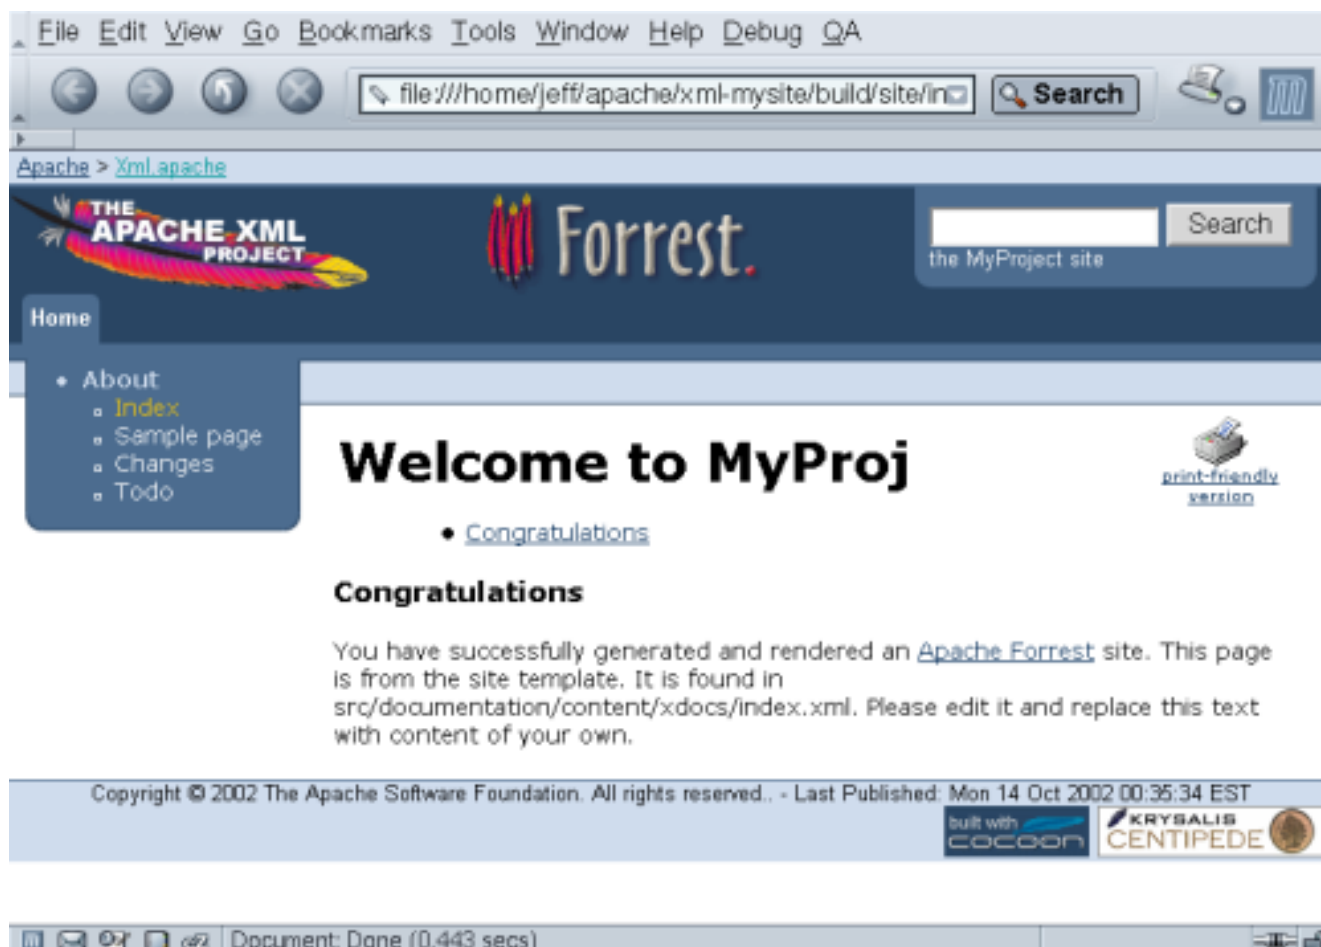 File Edit View Go Bookmarks Tools Window Help Debug QA
file:///home/jeff/apache/xml-mysite/build/site/in
Search
Apache > Xml.apache
THE
APACHE XML
PROJECT
Forrest.
Search
the MyProject site
Home
About
Index
Sample page
Changes
Todo
Welcome to MyProj
print-friendly
version
Congratulations
Congratulations
You have successfully generated and rendered an Apache Forrest site. This page
is from the site template. It is found in
src/documentation/content/xdocs/index.xml. Please edit it and replace this text
with content of your own.
Copyright © 2002 The Apache Software Foundation. All rights reserved.. - Last Published: Mon 14 Oct 2002 00:35:34 EST
built with
cocoon
KRYSALIS
CENTIPEDE
Document: Done (0.443 secs)